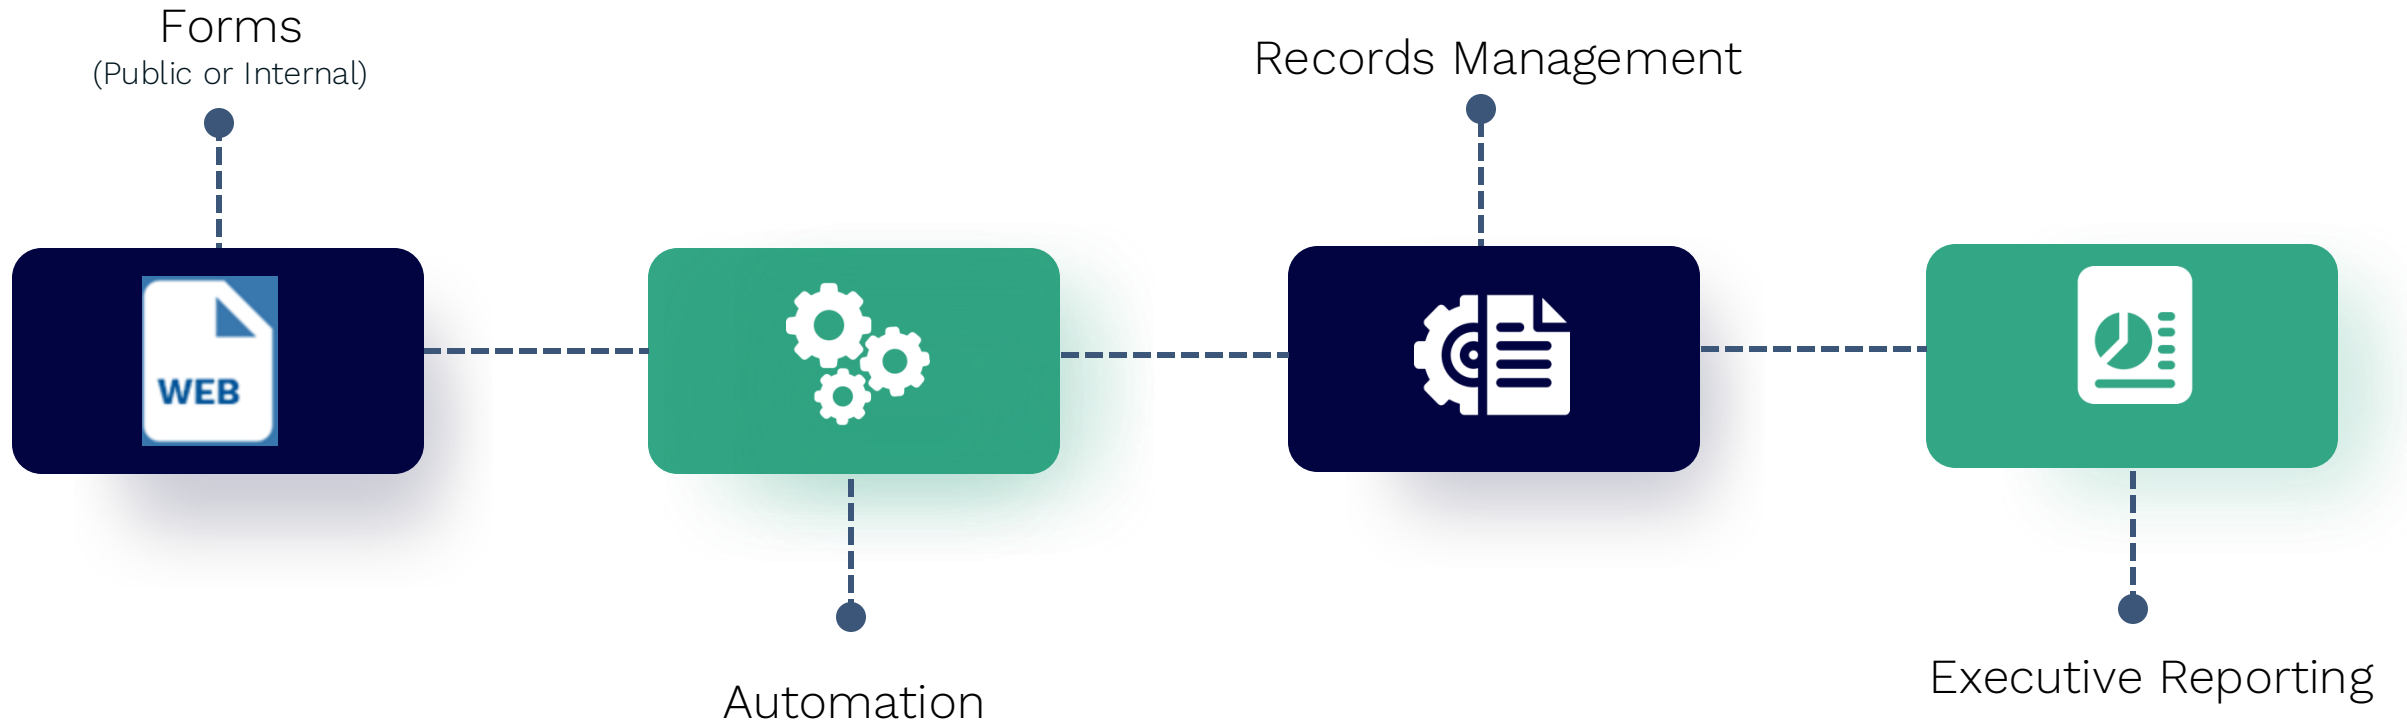 Forms
(Public or Internal)
Records Management
WEB
Automation
Executive Reporting